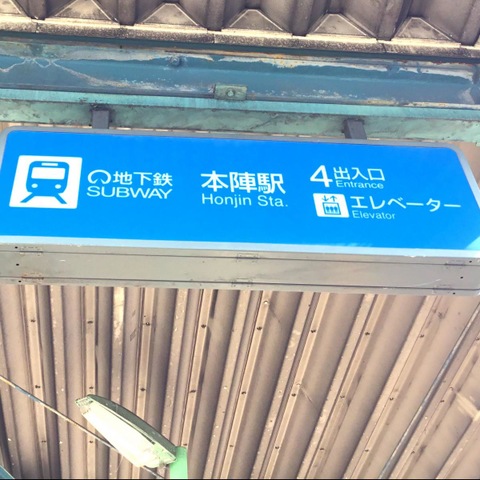 地下鉄
SUBWAY
本陣駅
Honjin Sta.
4出入口
Entrance
エレベーター
Elevator